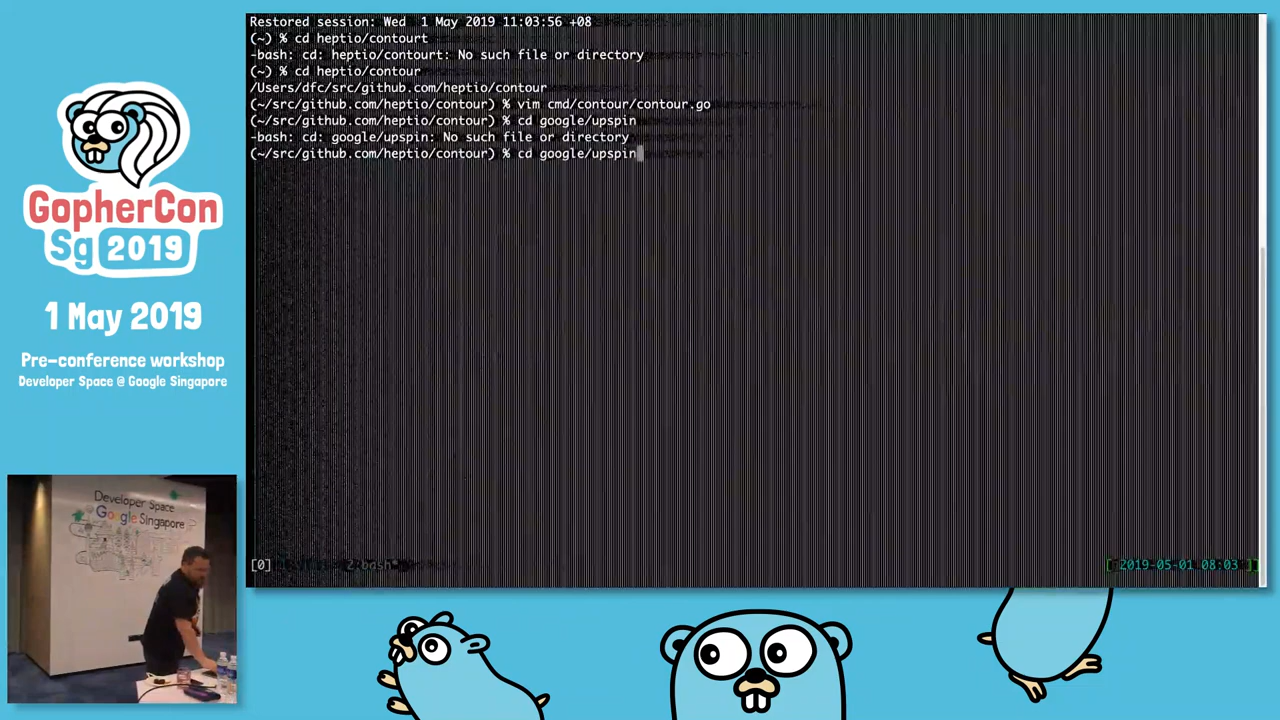 Restored session: Wed  1 May 2019 11:03:56 +08
(~) % cd heptio/contourt
-bash: cd: heptio/contourt: No such file or directory
(~) % cd heptio/contour
/Users/dfc/src/github.com/heptio/contour
(~/src/github.com/heptio/contour) % vim cmd/contour/contour.go
(~/src/github.com/heptio/contour) % cd google/upspin
-bash: cd: google/upspin: No such file or directory
(~/src/github.com/heptio/contour) % cd google/upspin
[0] 2:bash*
[ 2019-05-01 08:03 ]
GopherCon
Sg 2019
1 May 2019
Pre-conference workshop
Developer Space @ Google Singapore
Developer Space
Google Singapore